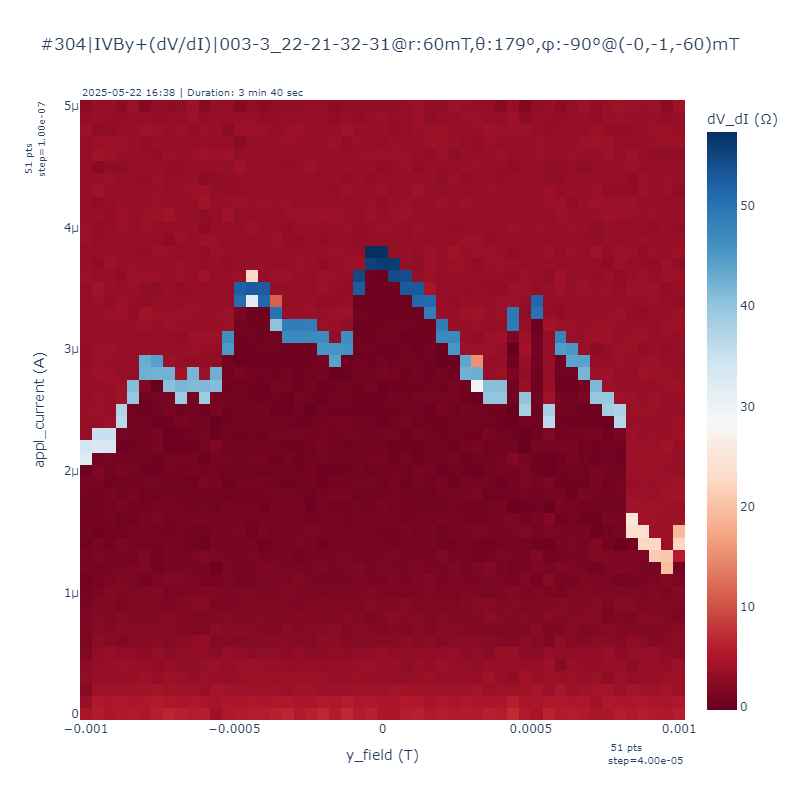 #304|IVBy+(dV/dI)|003-3_22-21-32-31@r:60mT,θ:179°,φ:-90°@(-0,-1,-60)mT
2025-05-22 16:38 | Duration: 3 min 40 sec
dV_dI (Ω)
51 pts
step=1.00e-07
5μ
4μ
3μ
2μ
1μ
0
appl_current (A)
50
40
30
20
10
0
−0.001
−0.0005
0
0.0005
0.001
y_field (T)
51 pts
step=4.00e-05